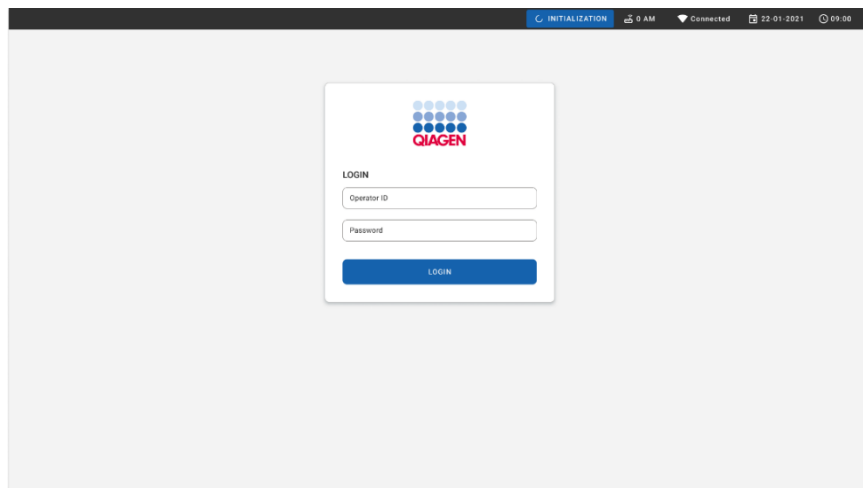 INITIALIZATION 0 AM Connected 22-01-2021 09:00
QIAGEN
LOGIN
Operator ID
Password
LOGIN